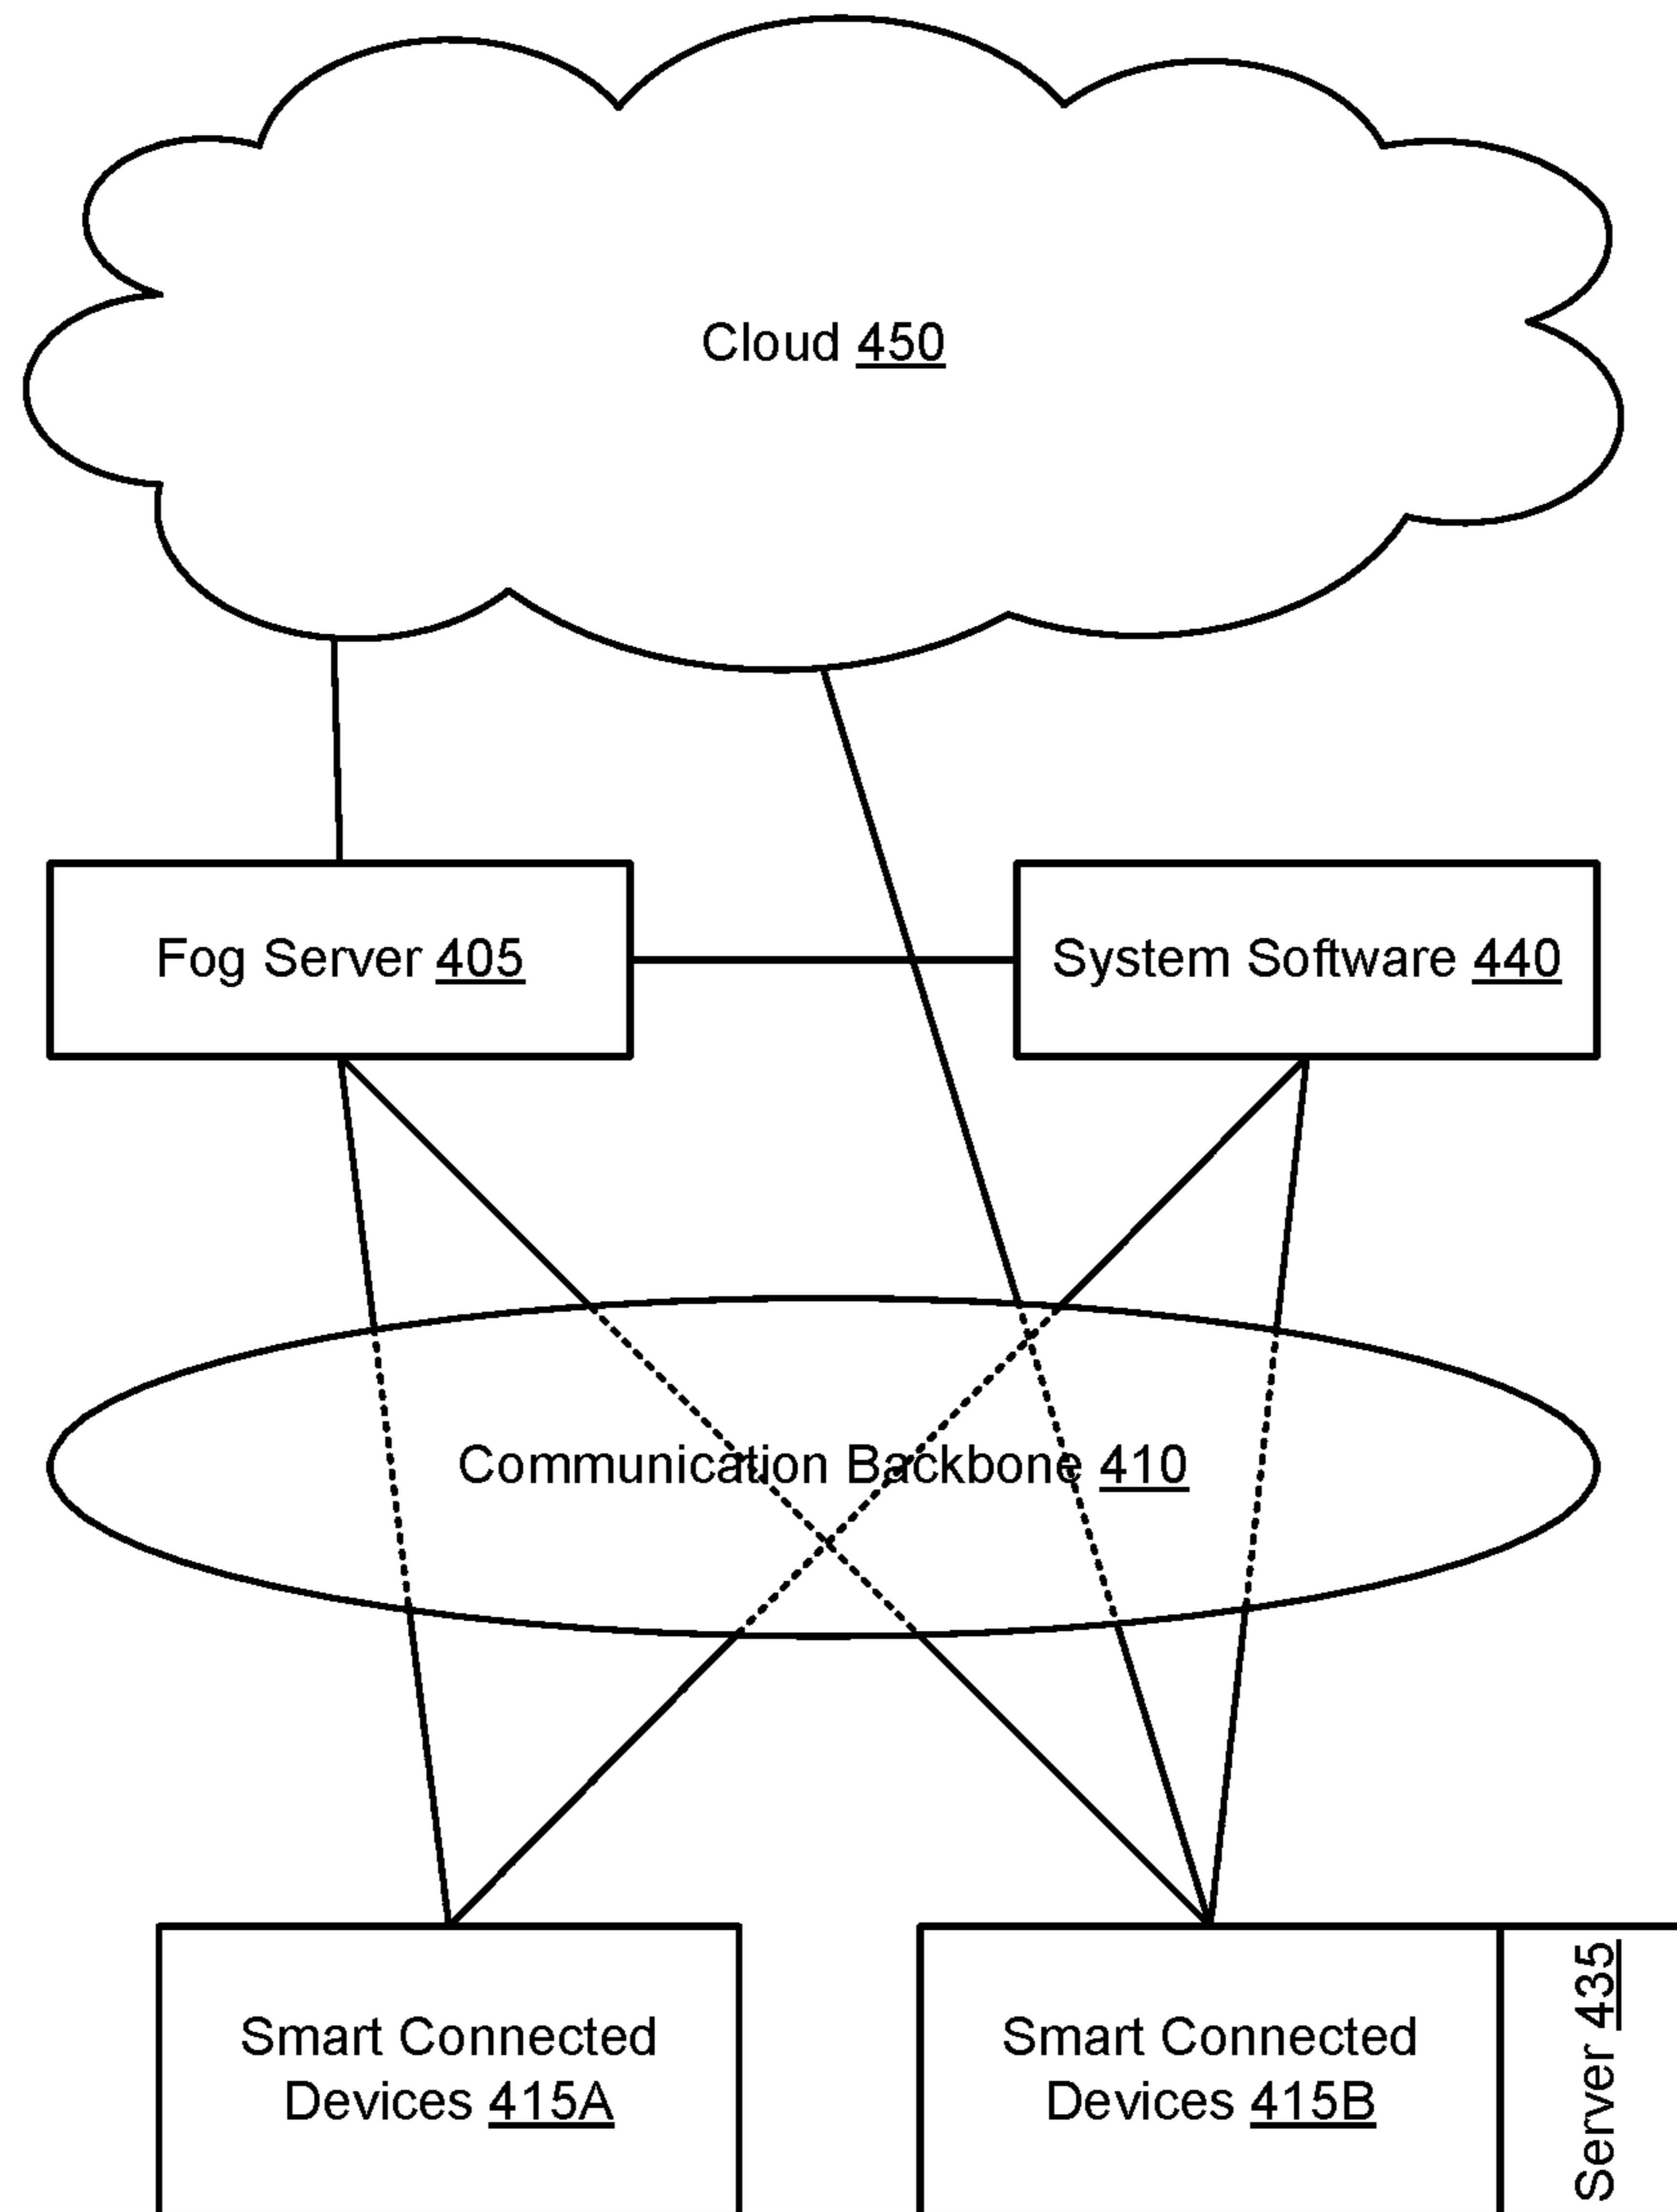 Cloud 450
Fog Server 405
System Software 440
Communication Backbone 410
Smart Connected
Devices 415A
Smart Connected
Devices 415B
Server 435